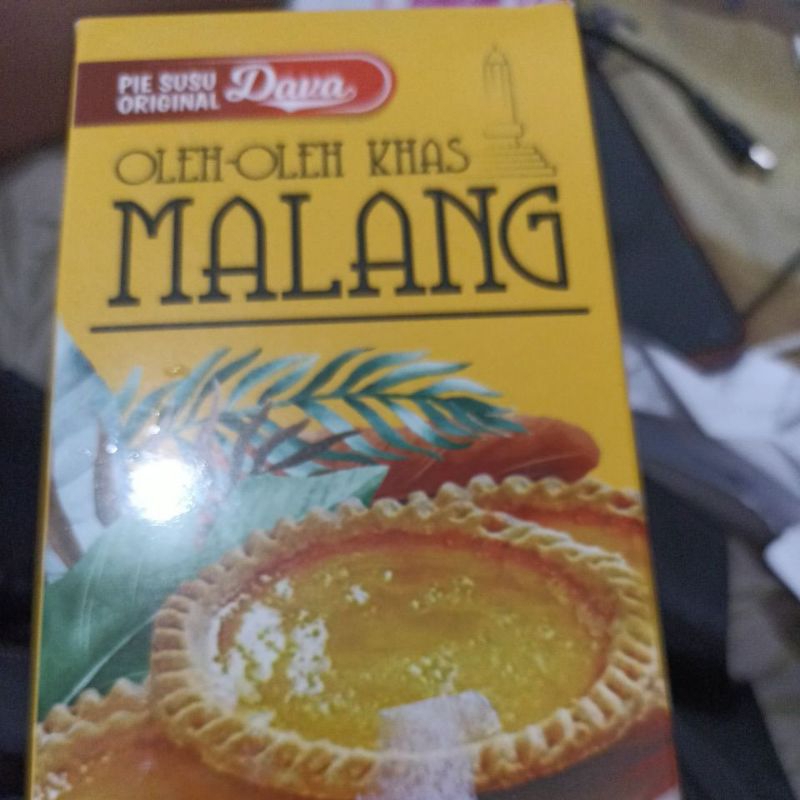 PIE SUSU
ORIGINAL
Dava
OLEH-OLEH KHAS
MALANG